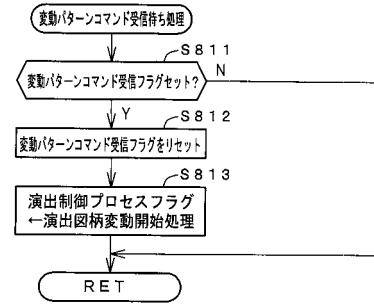 変動パターンコマンド受信待ち処理
S811
変動パターンコマンド受信フラグセット?
N
Y
S812
変動パターンコマンド受信フラグをリセット
S813
演出制御プロセスフラグ
←演出図柄変動開始処理
RET